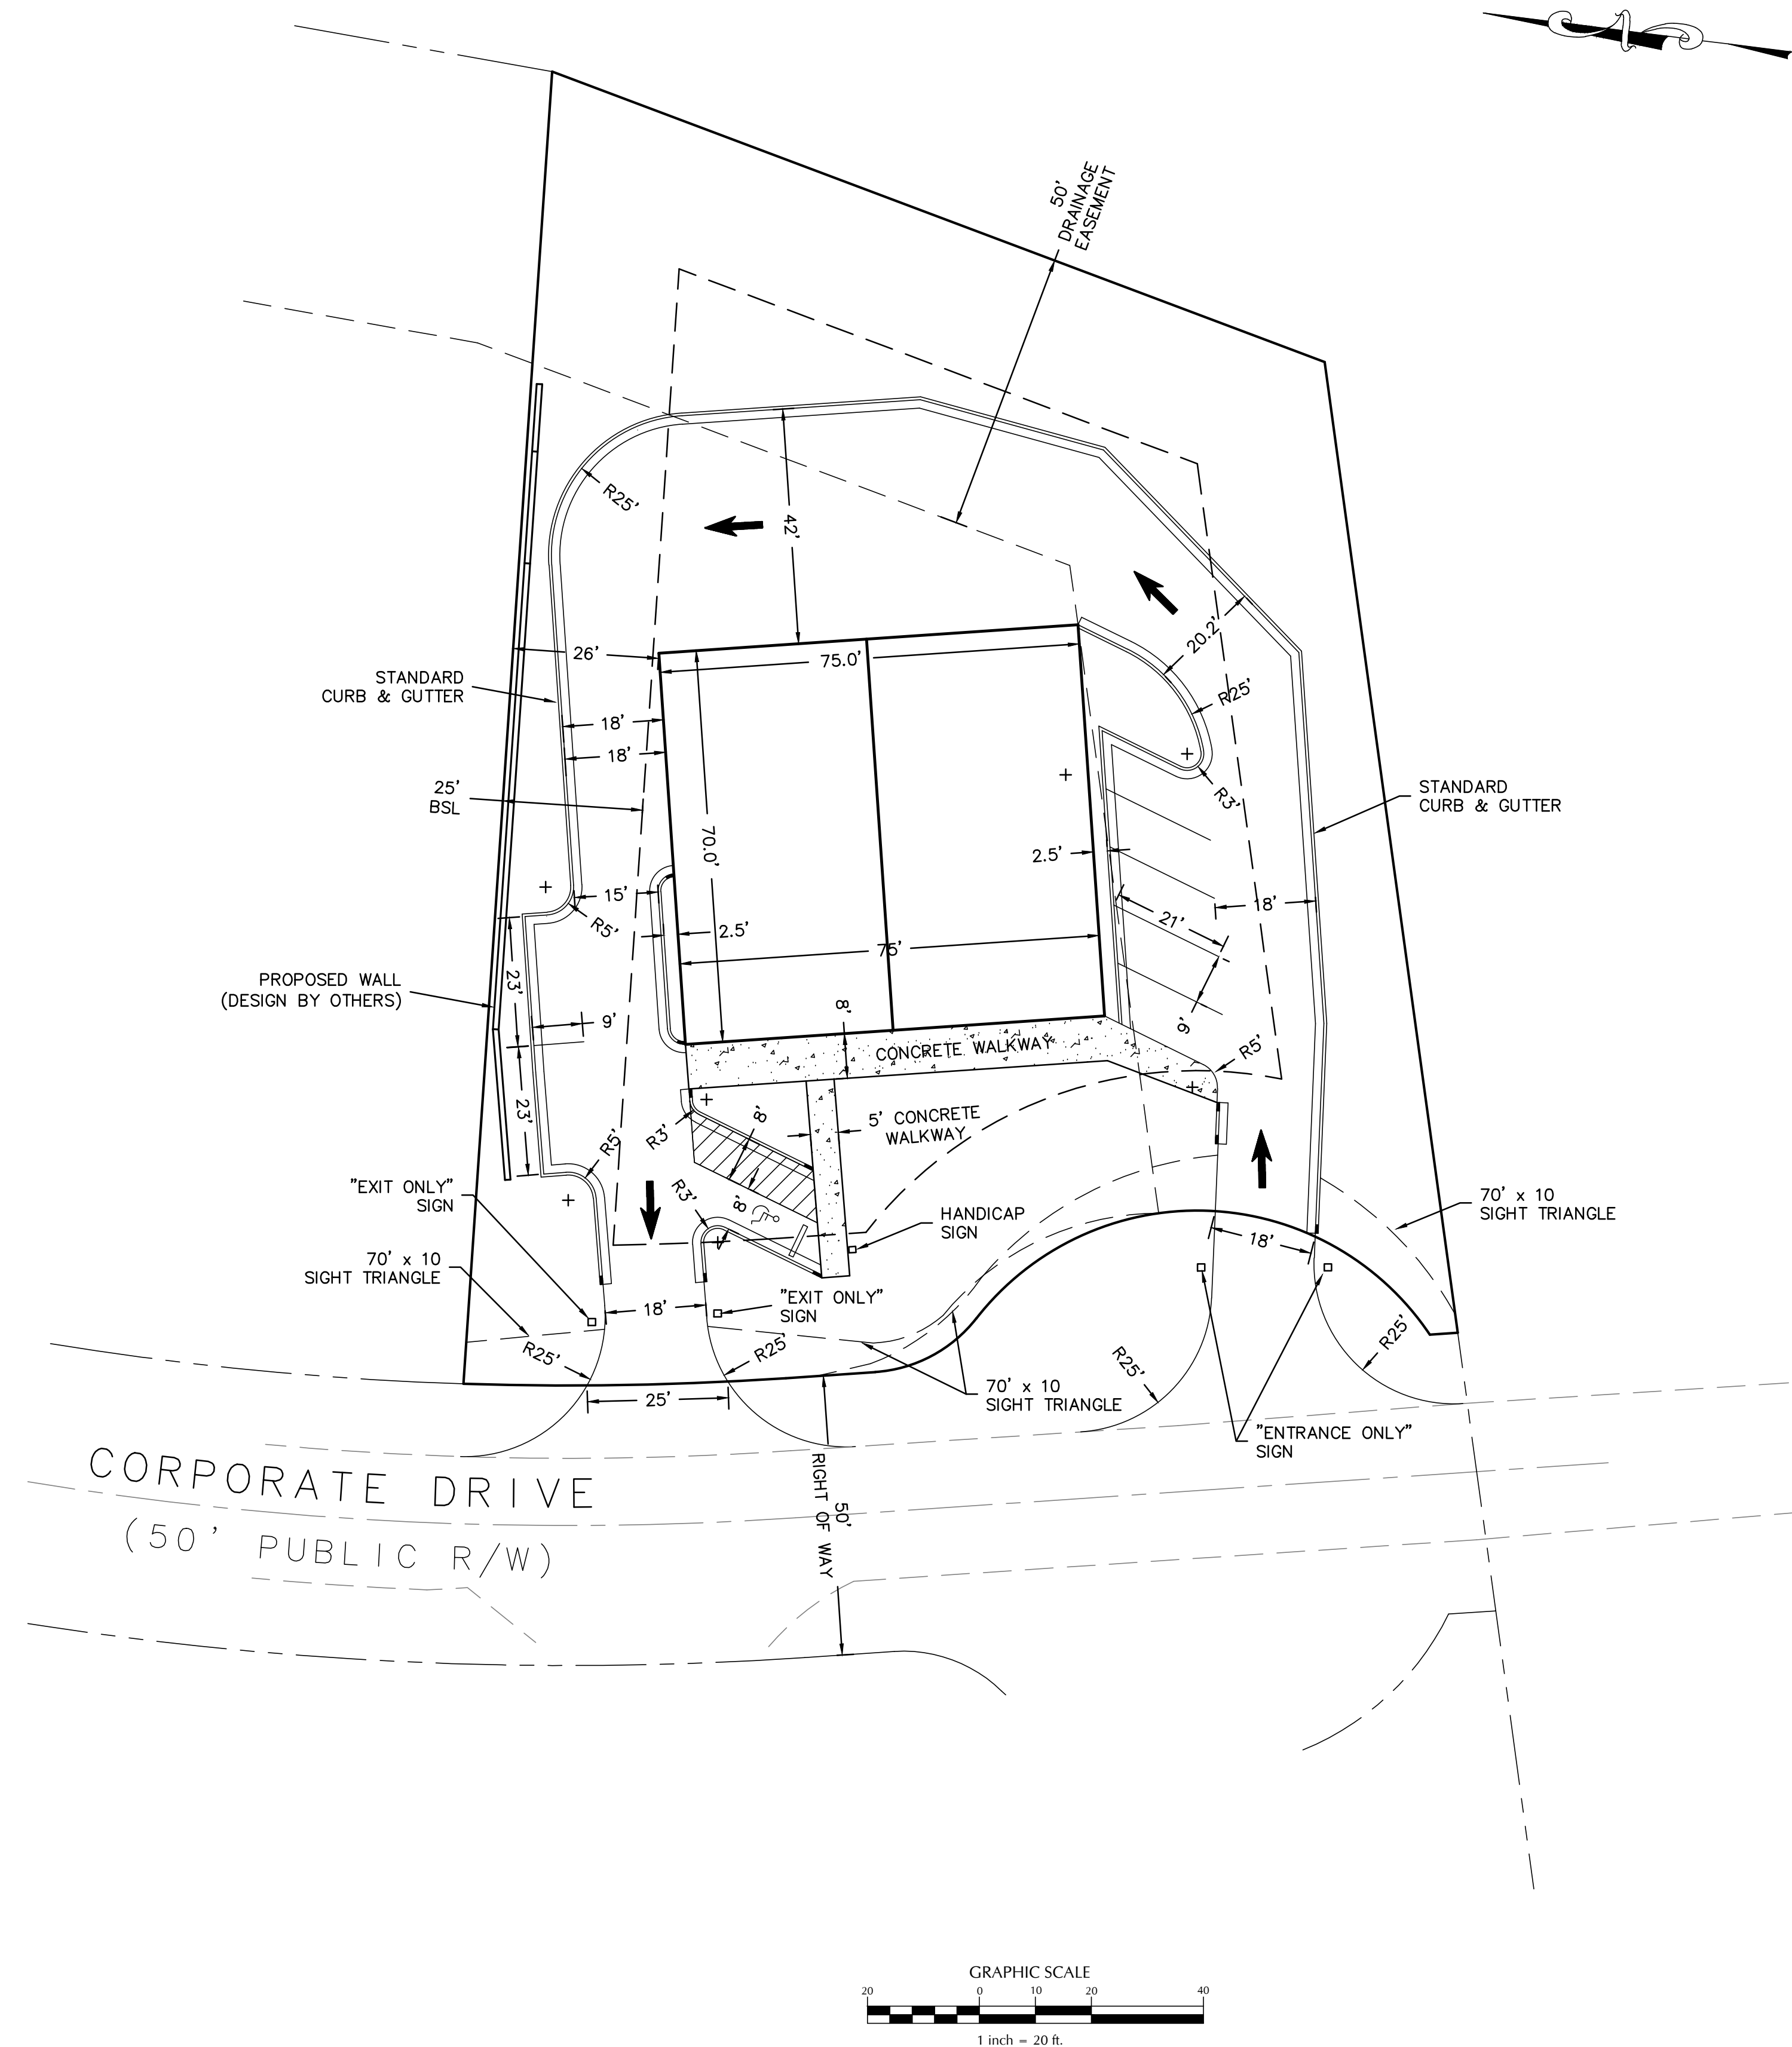 50'
DRAINAGE
EASEMENT
R25'
42'
20.2'
26'
75.0'
STANDARD
CURB & GUTTER
R25'
18'
18'
25'
BSL
R3'
STANDARD
CURB & GUTTER
70.0'
2.5'
15'
18'
21'
R5'
2.5'
75'
PROPOSED WALL
(DESIGN BY OTHERS)
23'
9'
8'
9'
CONCRETE WALKWAY
R5'
23'
8'
5' CONCRETE
WALKWAY
R3'
R5'
"EXIT ONLY"
SIGN
R3'
8'
HANDICAP
SIGN
70' x 10
SIGHT TRIANGLE
18'
70' x 10
SIGHT TRIANGLE
18'
"EXIT ONLY"
SIGN
R25'
R25'
R25'
R25'
25'
70' x 10
SIGHT TRIANGLE
"ENTRANCE ONLY"
SIGN
CORPORATE DRIVE
(50' PUBLIC R/W)
50'
RIGHT OF WAY
GRAPHIC SCALE
20 0 10 20 40
1 inch = 20 ft.